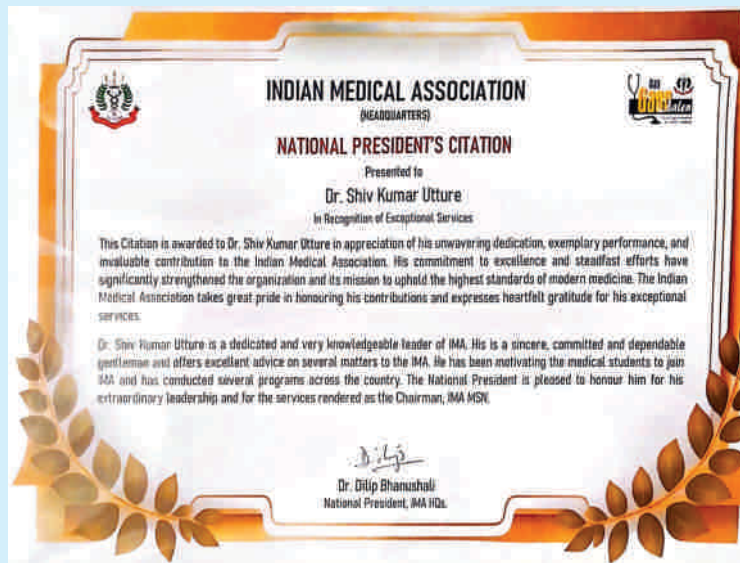 INDIAN MEDICAL ASSOCIATION
(HEADQUARTERS)
NATIONAL PRESIDENT'S CITATION
Presented to
Dr. Shiv Kumar Utture
In Recognition of Exceptional Services
This Citation is awarded to Dr. Shiv Kumar Utture in appreciation of his unwavering dedication, exemplary performance, and
invaluable contribution to the Indian Medical Association. His commitment to excellence and steadfast efforts have
significantly strengthened the organization and its mission to uphold the highest standards of modern medicine. The Indian
Medical Association takes great pride in honouring his contributions and expresses heartfelt gratitude for his exceptional
services.
Dr. Shiv Kumar Utture is a dedicated and very knowledgeable leader of IMA. His is a sincere, committed and dependable
gentleman and offers excellent advice on several matters to the IMA. He has been motivating the medical students to join
IMA and has conducted several programs across the country. The National President is pleased to honour him for his
extraordinary leadership and for the services rendered as the Chairman, IMA MSN.
Dr. Dilip Bhanushali
National President, IMA HQs.